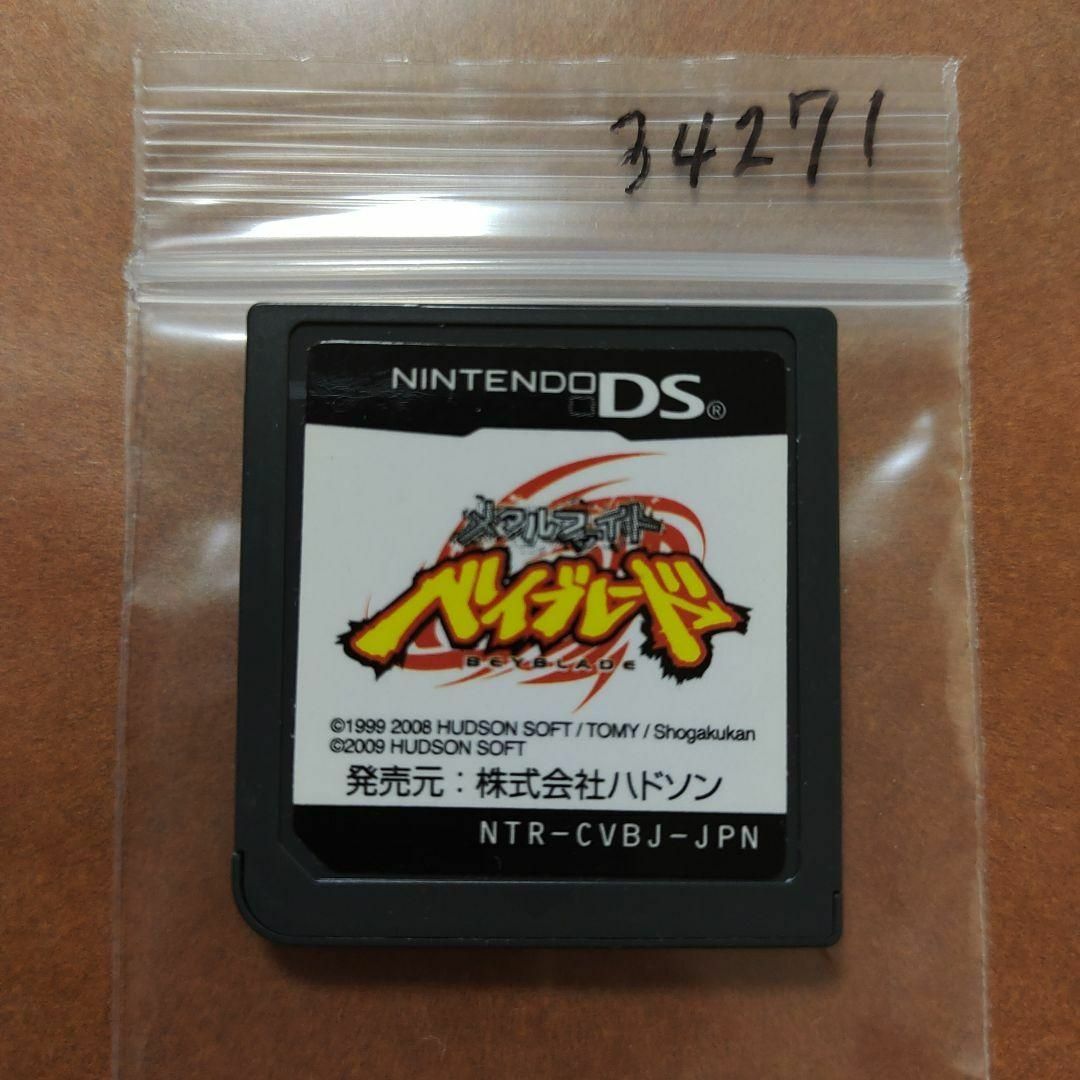 34271
NINTENDO DS®
メタルファイト
ベイブレード
BEYBLADE
©1999 2008 HUDSON SOFT / TOMY / Shogakukan
©2009 HUDSON SOFT
発売元：株式会社ハドソン
NTR-CVBJ-JPN